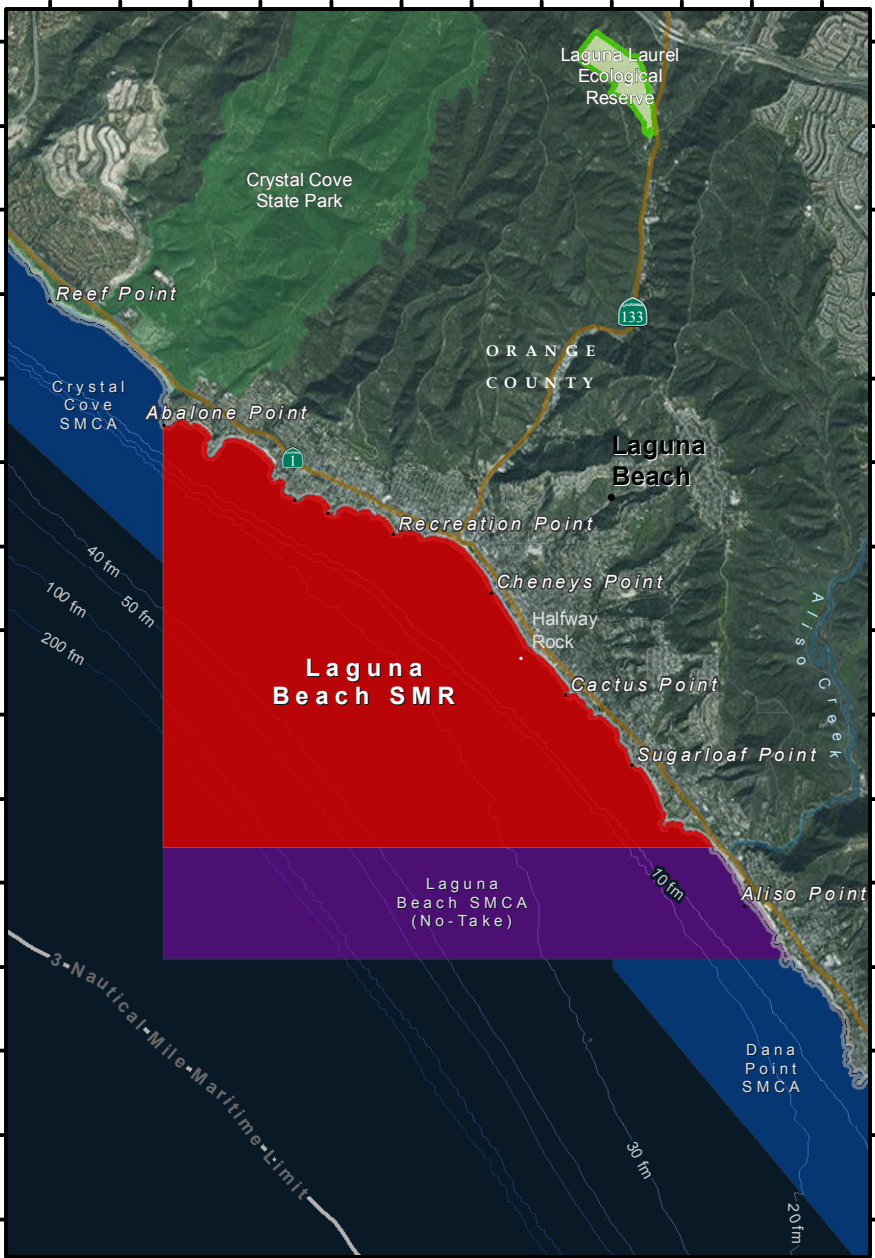 Laguna Laurel
Ecological
Reserve
Crystal Cove
State Park
Reef Point
133
ORANGE
COUNTY
Crystal
Cove
SMCA
Abalone Point
1
Laguna
Beach
Recreation Point
40 fm
50 fm
100 fm
200 fm
Cheneys Point
Halfway
Rock
Aliso Creek
Laguna
Beach SMR
Cactus Point
Sugarloaf Point
10 fm
Laguna
Beach SMCA
(No-Take)
Aliso Point
3 Nautical Mile Maritime Limit
Dana
Point
SMCA
30 fm
20 fm